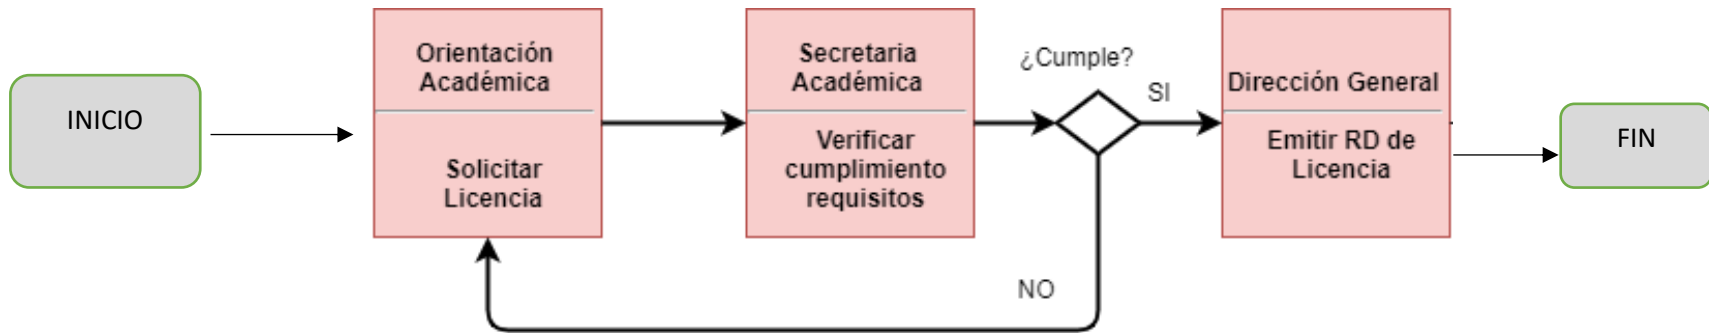 INICIO
Orientación
Académica
Solicitar
Licencia
Secretaria
Académica
Verificar
cumplimiento
requisitos
¿Cumple?
SI
NO
Dirección General
Emitir RD de
Licencia
FIN